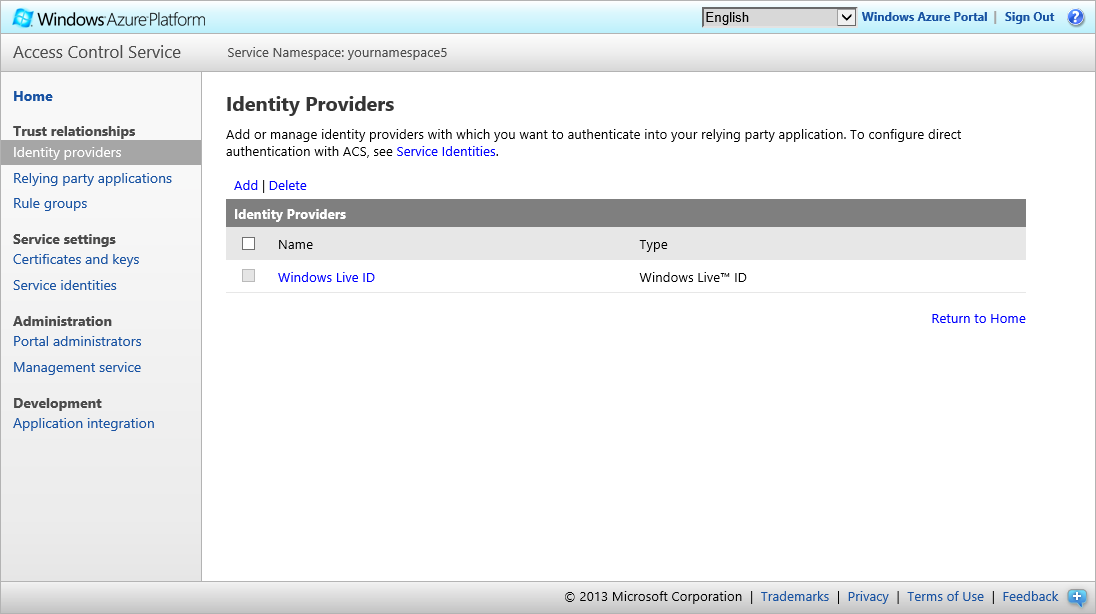 Windows Azure Platform
English
Windows Azure Portal | Sign Out
?
Access Control Service
Service Namespace: yournamespace5
Home
Trust relationships
Identity providers
Relying party applications
Rule groups
Service settings
Certificates and keys
Service identities
Administration
Portal administrators
Management service
Development
Application integration
Identity Providers
Add or manage identity providers with which you want to authenticate into your relying party application. To configure direct
authentication with ACS, see Service Identities.
Add | Delete
Identity Providers
Name Type
Windows Live ID Windows Live™ ID
Return to Home
© 2013 Microsoft Corporation | Trademarks | Privacy | Terms of Use | Feedback